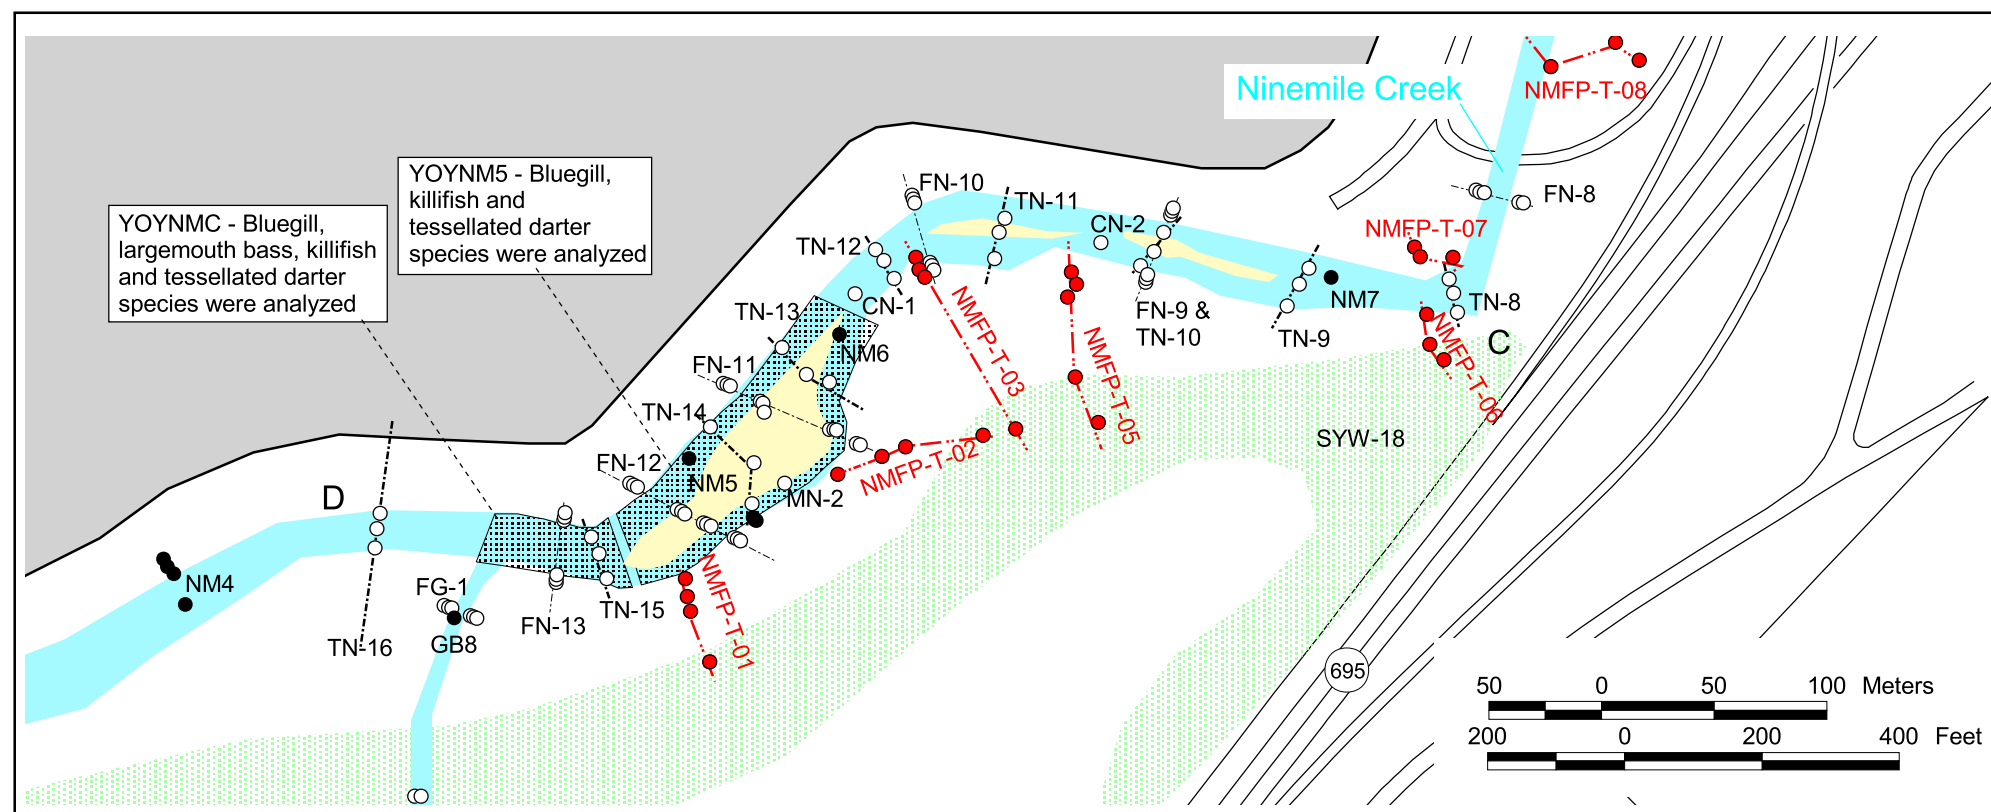 Ninemile Creek
NMFP-T-08
YOYNM5 - Bluegill,
killifish and
tessellated darter
species were analyzed
YOYNMC - Bluegill,
largemouth bass, killifish
and tessellated darter
species were analyzed
FN-10
TN-11
CN-2
FN-8
NMFP-T-07
TN-12
CN-1
TN-13
NM6
FN-9 &
TN-10
TN-9
NM7
TN-8
C
NMFP-T-03
NMFP-T-05
NMFP-T-06
FN-11
TN-14
SYW-18
FN-12
NM5
MN-2
NMFP-T-02
D
NM4
FG-1
GB8
TN-16
FN-13
TN-15
NMFP-T-01
695
50 0 50 100 Meters
200 0 200 400 Feet